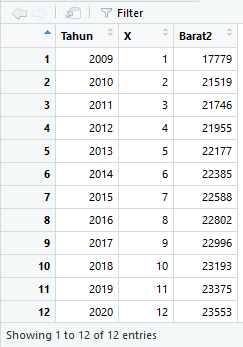 Filter
Tahun X Barat2
1 2009 1 17779
2 2010 2 21519
3 2011 3 21746
4 2012 4 21955
5 2013 5 22177
6 2014 6 22385
7 2015 7 22588
8 2016 8 22802
9 2017 9 22996
10 2018 10 23193
11 2019 11 23375
12 2020 12 23553
Showing 1 to 12 of 12 entries